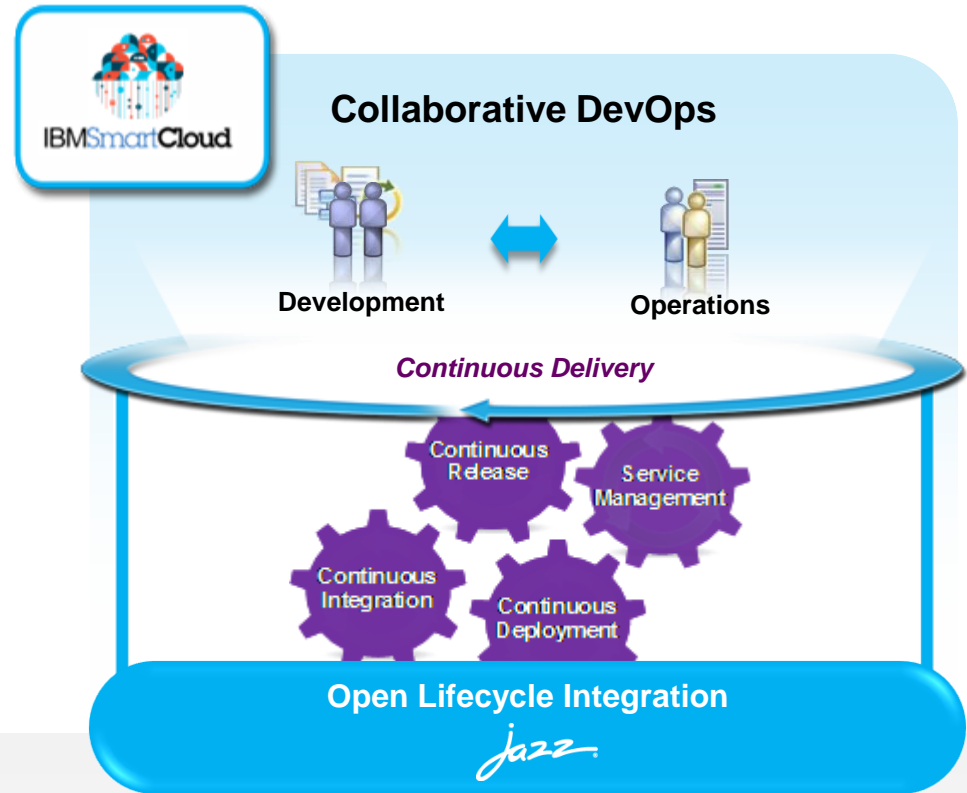 IBMSmartCloud
Collaborative DevOps
Development
Operations
Continuous Delivery
Continuous
Release
Service
Management
Continuous
Integration
Continuous
Deployment
Open Lifecycle Integration
jazz